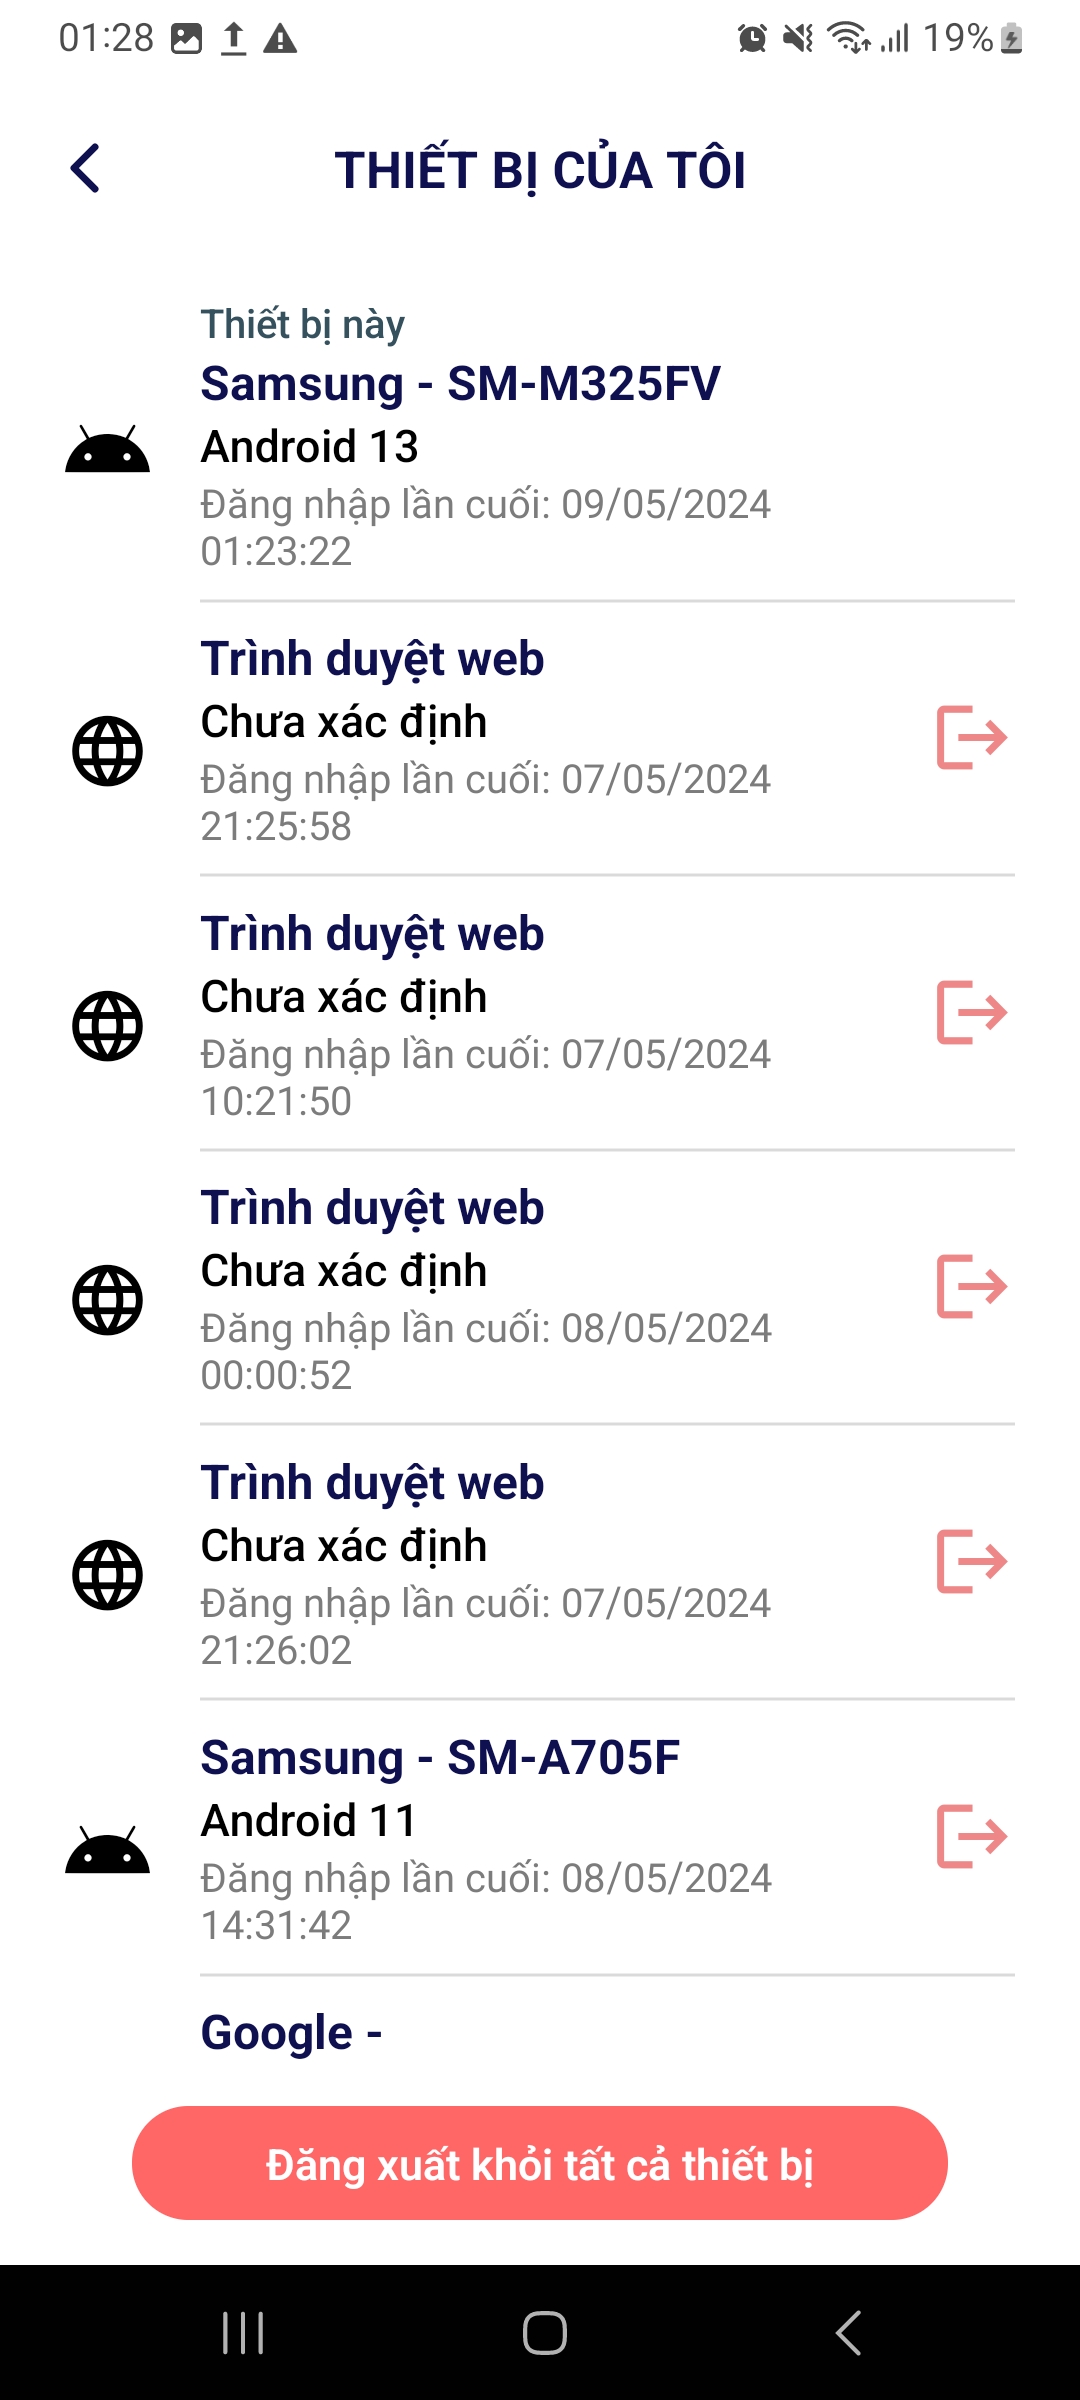 01:28
19%
THIẾT BỊ CỦA TÔI
Thiết bị này
Samsung - SM-M325FV
Android 13
Đăng nhập lần cuối: 09/05/2024
01:23:22
Trình duyệt web
Chưa xác định
Đăng nhập lần cuối: 07/05/2024
21:25:58
Trình duyệt web
Chưa xác định
Đăng nhập lần cuối: 07/05/2024
10:21:50
Trình duyệt web
Chưa xác định
Đăng nhập lần cuối: 08/05/2024
00:00:52
Trình duyệt web
Chưa xác định
Đăng nhập lần cuối: 07/05/2024
21:26:02
Samsung - SM-A705F
Android 11
Đăng nhập lần cuối: 08/05/2024
14:31:42
Google -
Đăng xuất khỏi tất cả thiết bị